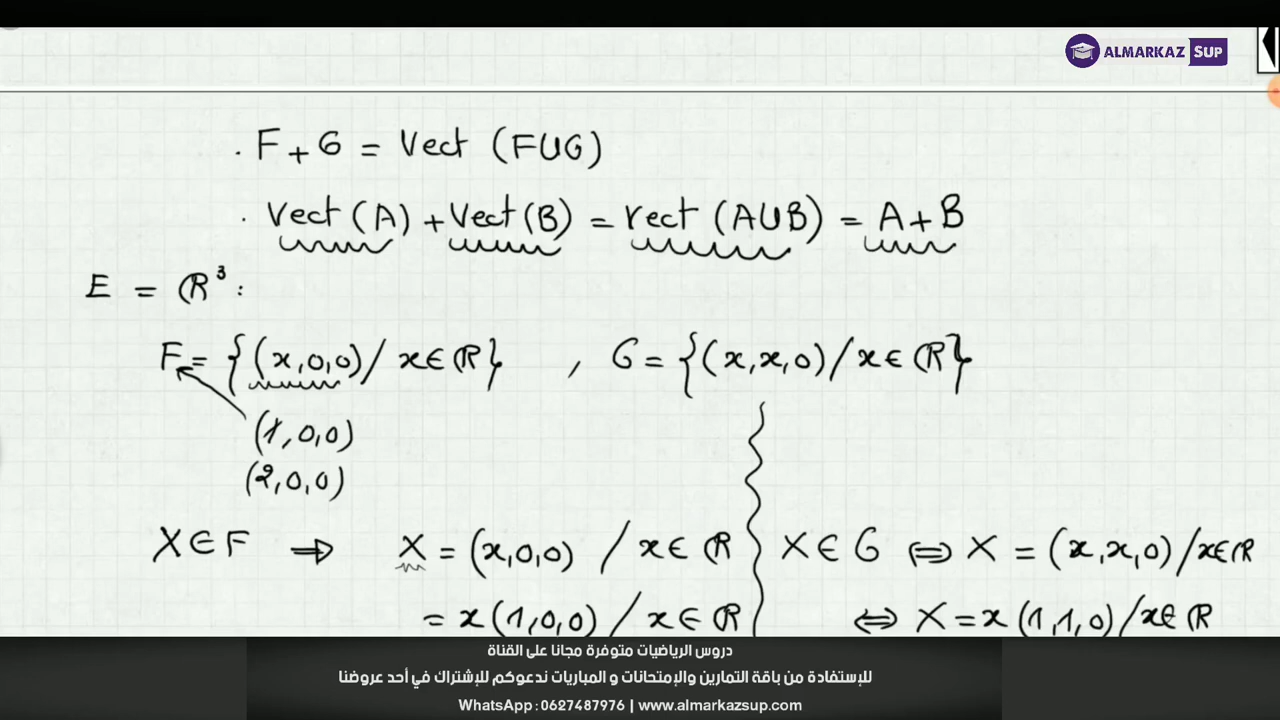 ALMARKAZ SUP
. F + G = Vect (F∪G)
. Vect (A) + Vect (B) = Vect (A∪B) = A + B
E = ℝ³ :
F = {(x,0,0) / x ∈ ℝ} , G = {(x,x,0) / x ∈ ℝ}
(1,0,0)
(2,0,0)
X ∈ F ⇒ X = (x,0,0) / x ∈ ℝ
= x(1,0,0) / x ∈ ℝ
X ∈ G ⇔ X = (x,x,0) / x ∈ ℝ
⇔ X = x(1,1,0) / x ∈ ℝ
دروس الرياضيات متوفرة مجانا على القناة
للإستفادة من باقة التمارين والإمتحانات و المباريات ندعوكم للإشتراك في أحد عروضنا
WhatsApp : 0627487976 | www.almarkazsup.com